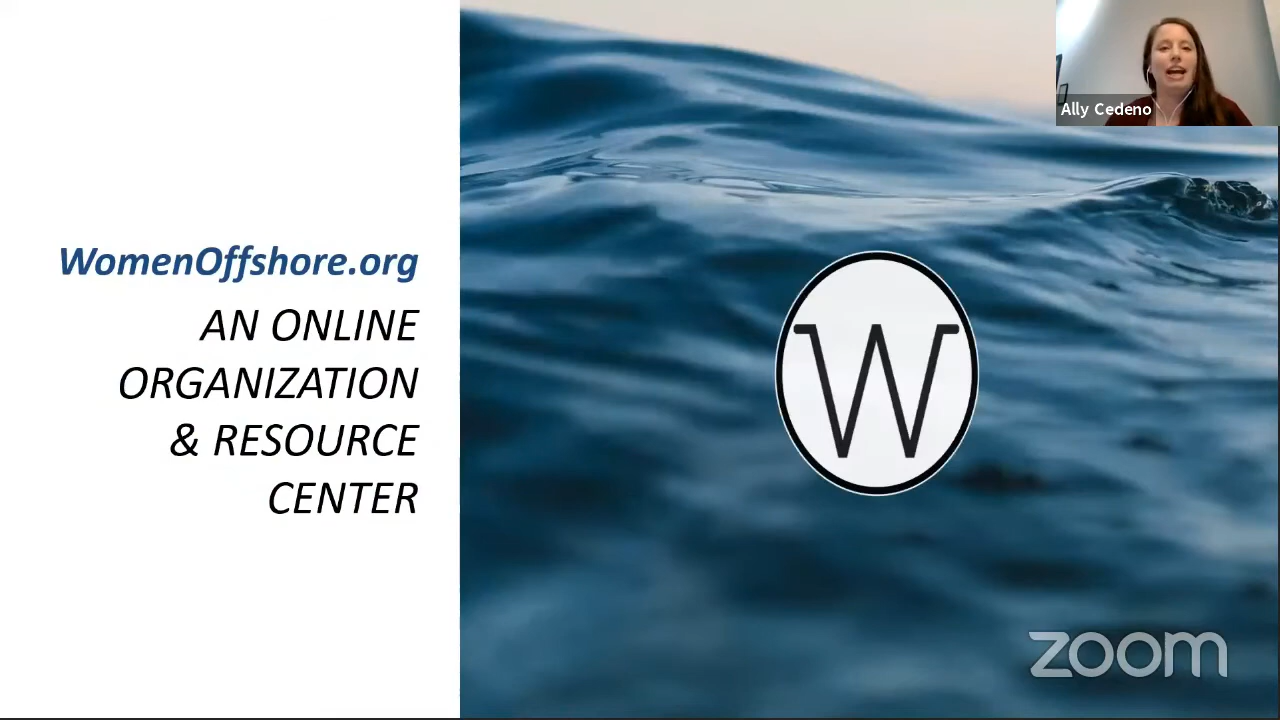 Ally Cedeno
WomenOffshore.org
AN ONLINE
ORGANIZATION
& RESOURCE
CENTER
W
zoom